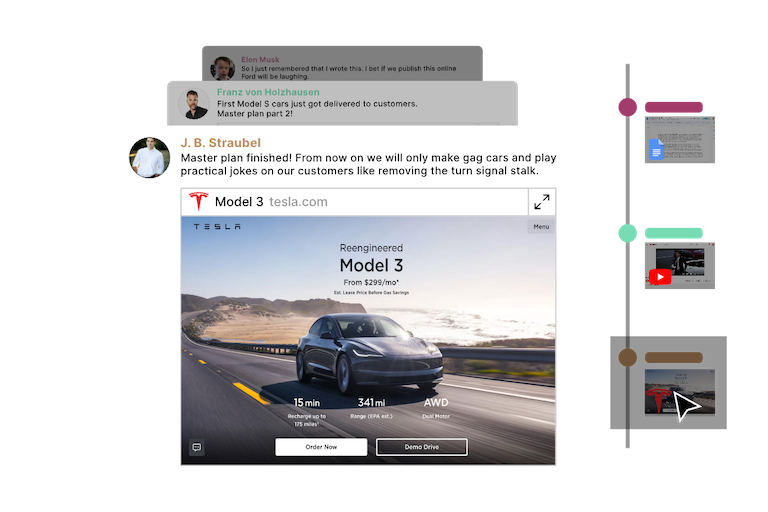 Elon Musk
So I just remembered that I wrote this. I bet if we publish this online
Ford will be laughing.
Franz von Holzhausen
First Model S cars just got delivered to customers.
Master plan part 2!
J. B. Straubel
Master plan finished! From now on we will only make gag cars and play
practical jokes on our customers like removing the turn signal stalk.
Model 3 tesla.com
TESLA
Menu
Reengineered
Model 3
From $299/mo*
Est. Lease Price Before Gas Savings
15 min
Recharge up to
175 miles¹
341 mi
Range (EPA est.)
AWD
Dual Motor
Order Now
Demo Drive